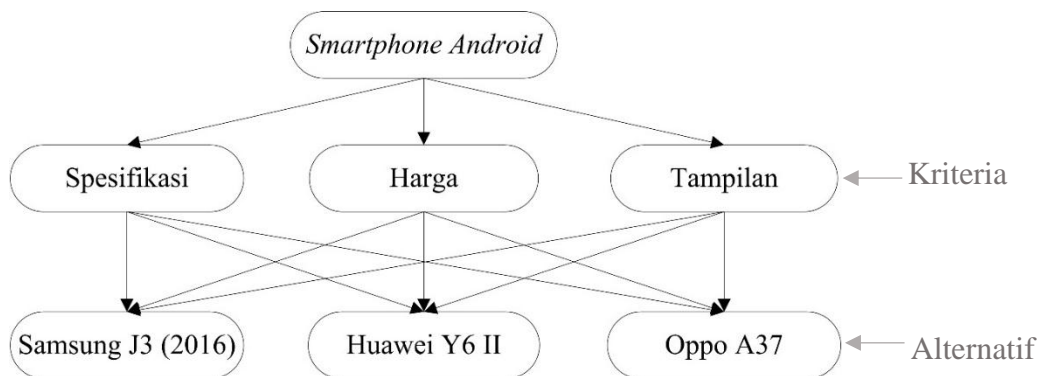 Smartphone Android
Spesifikasi
Harga
Tampilan
Kriteria
Samsung J3 (2016)
Huawei Y6 II
Oppo A37
Alternatif